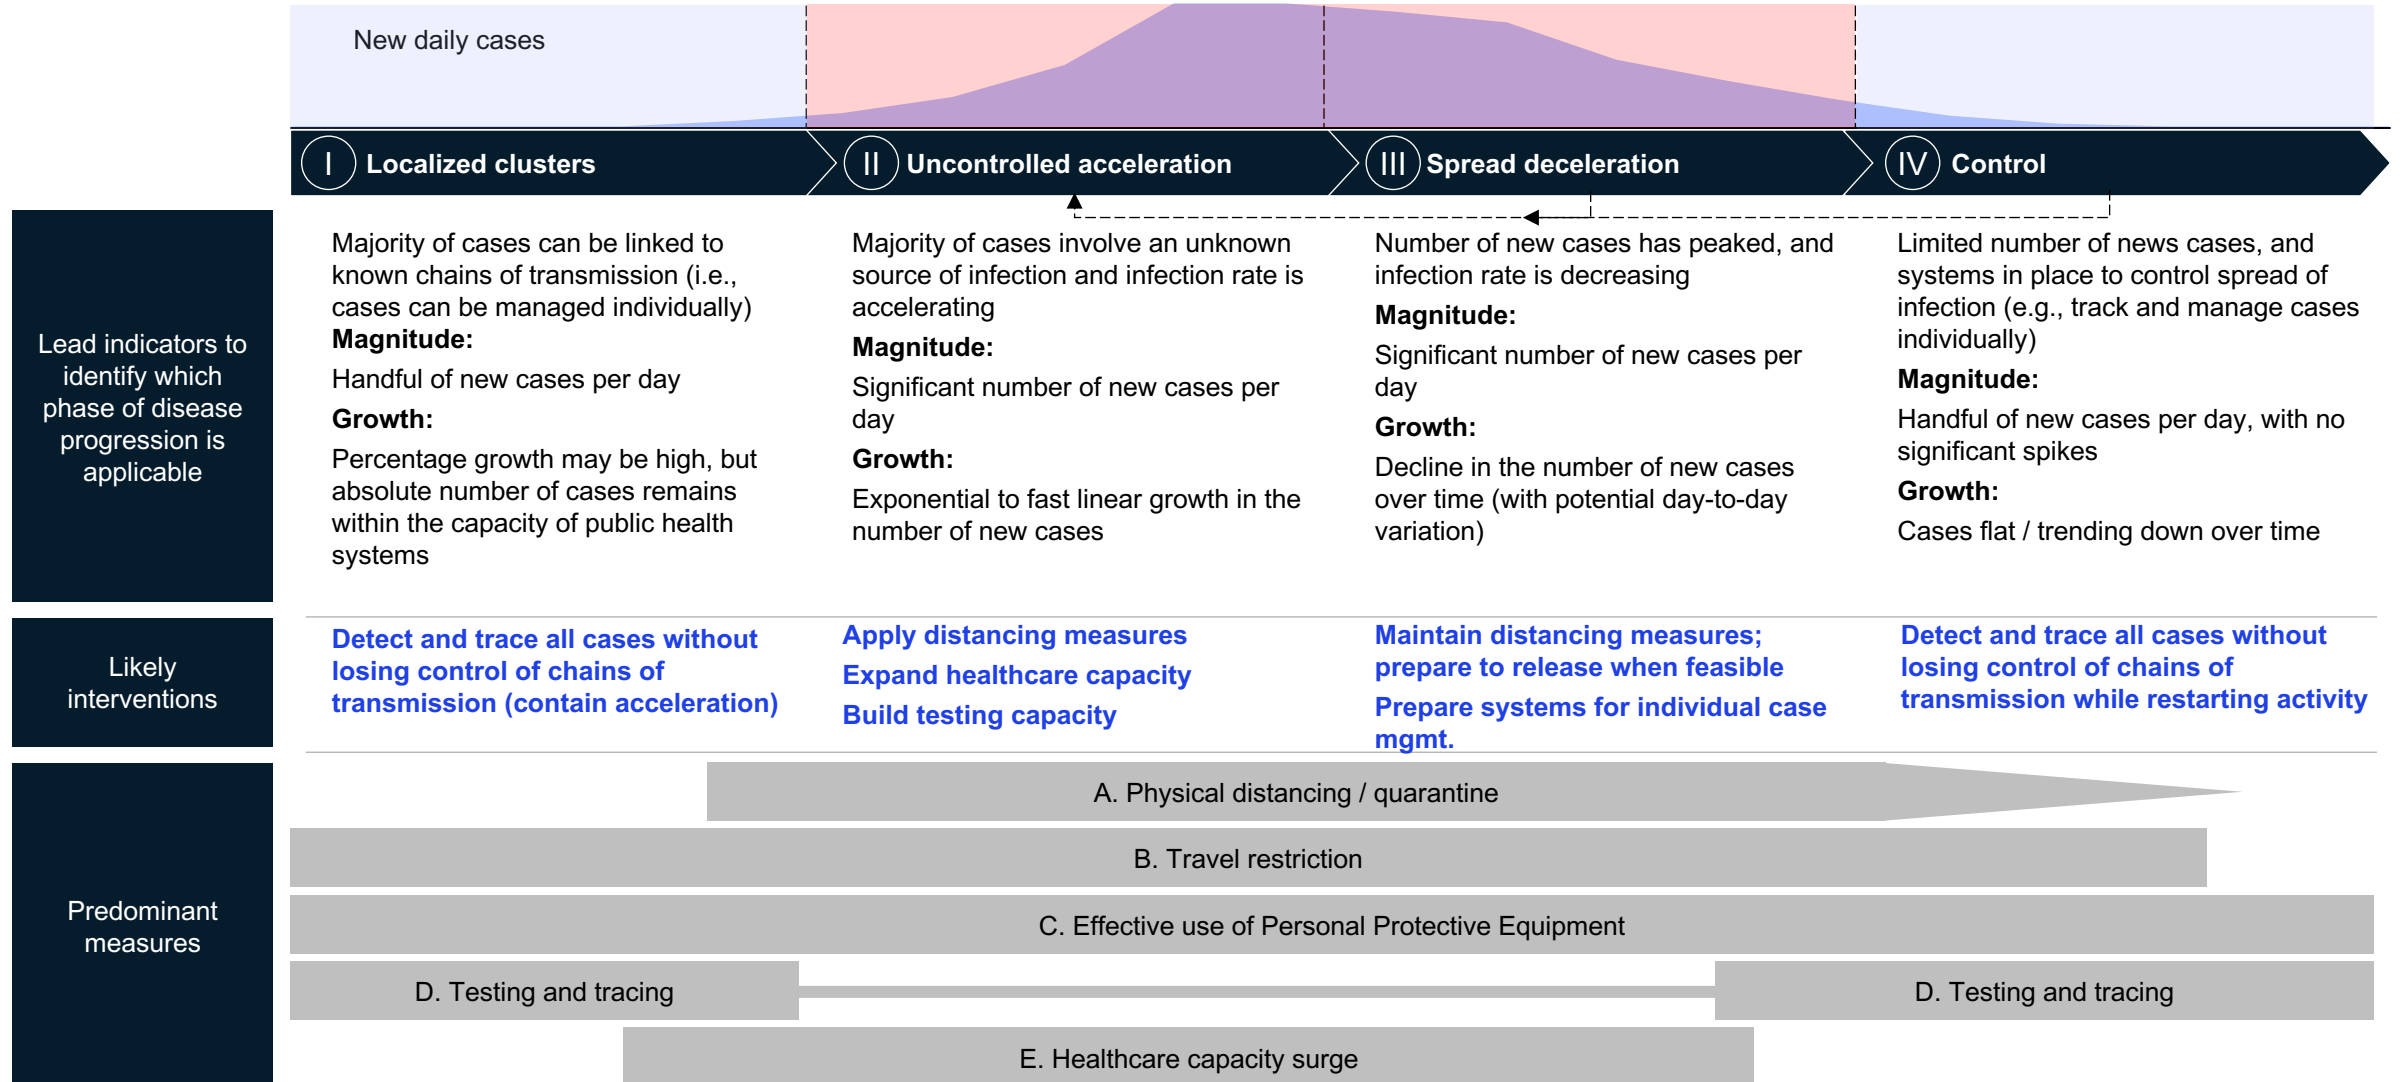 New daily cases
I Localized clusters
II Uncontrolled acceleration
III Spread deceleration
IV Control
Lead indicators to
identify which
phase of disease
progression is
applicable
Majority of cases can be linked to
known chains of transmission (i.e.,
cases can be managed individually)
Magnitude:
Handful of new cases per day
Growth:
Percentage growth may be high, but
absolute number of cases remains
within the capacity of public health
systems
Majority of cases involve an unknown
source of infection and infection rate is
accelerating
Magnitude:
Significant number of new cases per
day
Growth:
Exponential to fast linear growth in the
number of new cases
Number of new cases has peaked, and
infection rate is decreasing
Magnitude:
Significant number of new cases per
day
Growth:
Decline in the number of new cases
over time (with potential day-to-day
variation)
Limited number of news cases, and
systems in place to control spread of
infection (e.g., track and manage cases
individually)
Magnitude:
Handful of new cases per day, with no
significant spikes
Growth:
Cases flat / trending down over time
Likely
interventions
Detect and trace all cases without
losing control of chains of
transmission (contain acceleration)
Apply distancing measures
Expand healthcare capacity
Build testing capacity
Maintain distancing measures;
prepare to release when feasible
Prepare systems for individual case
mgmt.
Detect and trace all cases without
losing control of chains of
transmission while restarting activity
Predominant
measures
A. Physical distancing / quarantine
B. Travel restriction
C. Effective use of Personal Protective Equipment
D. Testing and tracing
D. Testing and tracing
E. Healthcare capacity surge